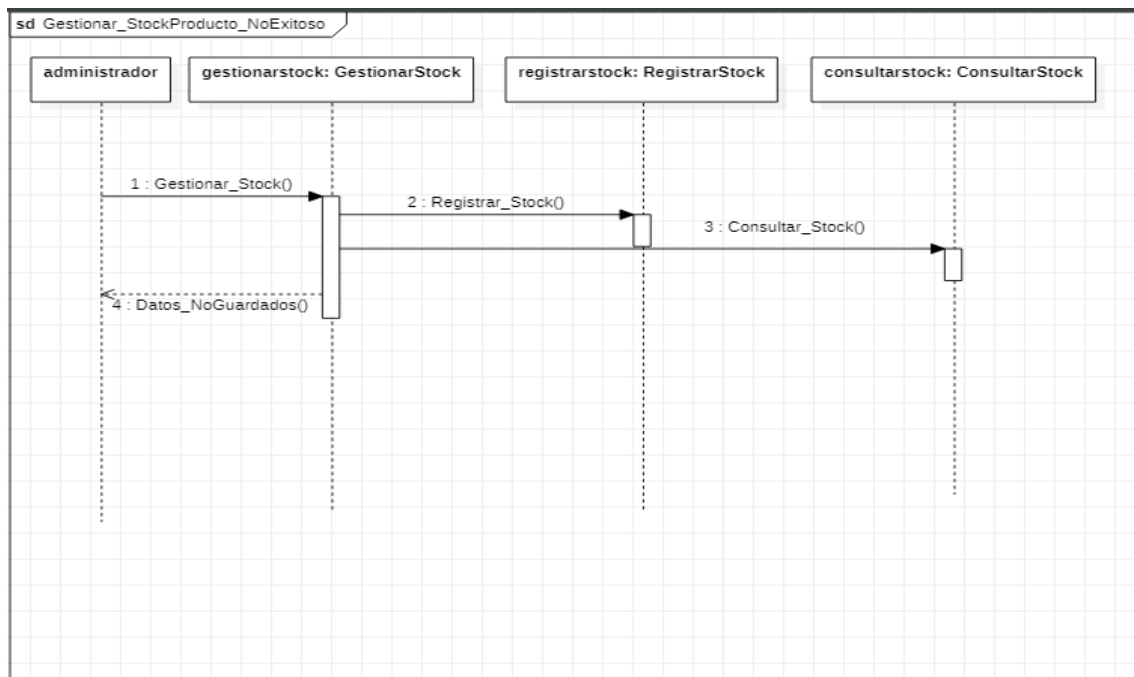 sd Gestionar_StockProducto_NoExitoso
administrador
gestionarstock: GestionarStock
registrarstock: RegistrarStock
consultarstock: ConsultarStock
1 : Gestionar_Stock()
2 : Registrar_Stock()
3 : Consultar_Stock()
4 : Datos_NoGuardados()